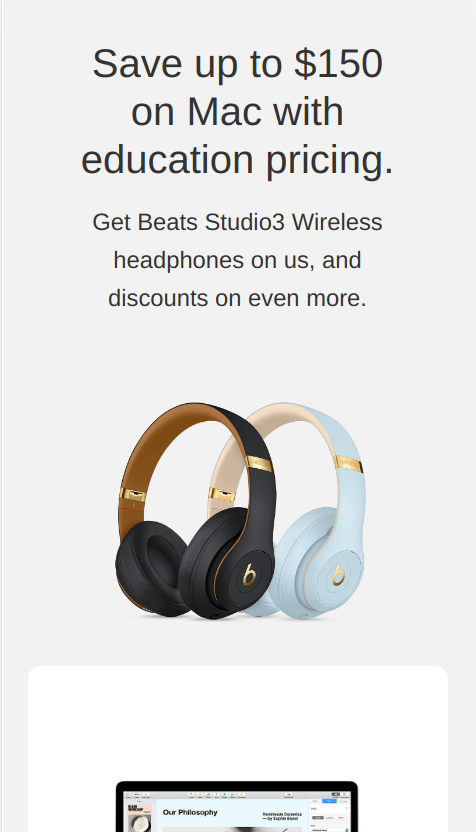 Save up to $150
on Mac with
education pricing.
Get Beats Studio3 Wireless
headphones on us, and
discounts on even more.
Our Philosophy
Handmade Ceramics
—by Sophie Bland